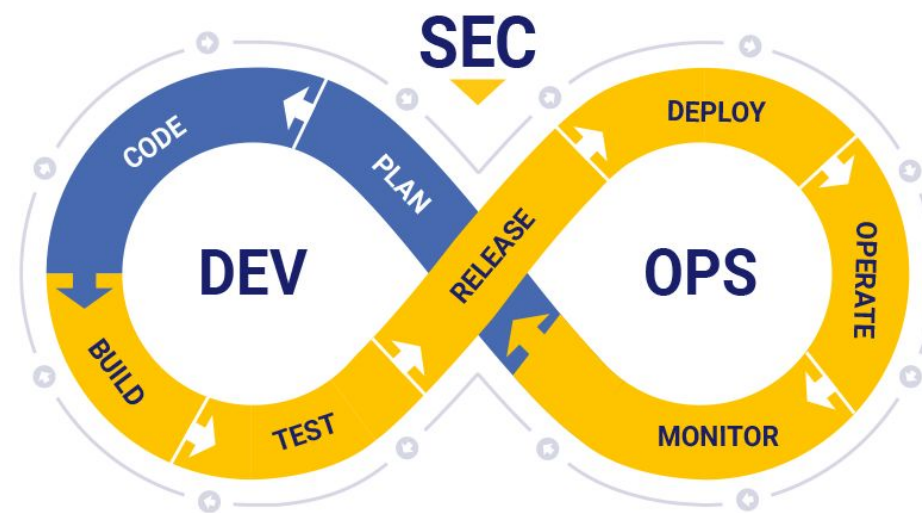 SEC
DEV
OPS
PLAN
CODE
BUILD
TEST
RELEASE
DEPLOY
OPERATE
MONITOR